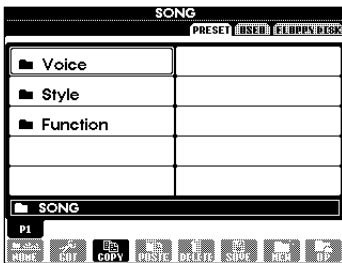 SONG
PRESET USER FLOPPY DISK
Voice
Style
Function
SONG
P1
NAME CUT COPY PASTE DELETE SAVE NEW UP